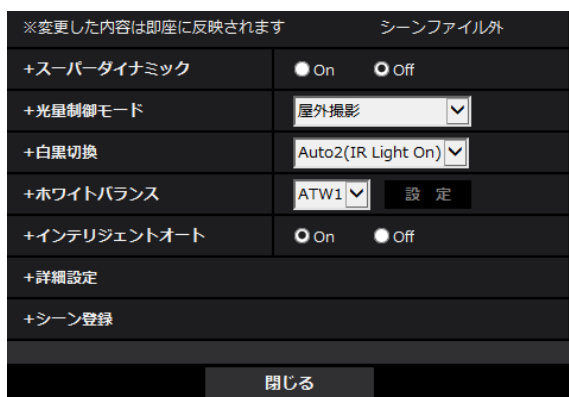 ※変更した内容は即座に反映されます シーンファイル外
+スーパーダイナミック On Off
+光量制御モード 屋外撮影
+白黒切換 Auto2(IR Light On)
+ホワイトバランス ATW1 設 定
+インテリジェントオート On Off
+詳細設定
+シーン登録
閉じる